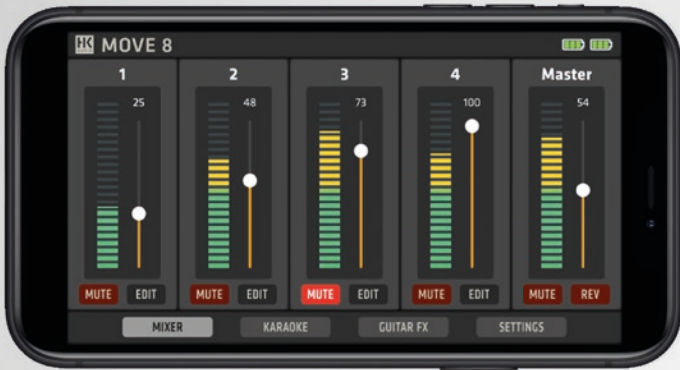 HK MOVE 8
1 2 3 4 Master
25 48 73 100 54
MUTE EDIT MUTE EDIT MUTE EDIT MUTE EDIT MUTE REV
MIXER KARAOKE GUITAR FX SETTINGS